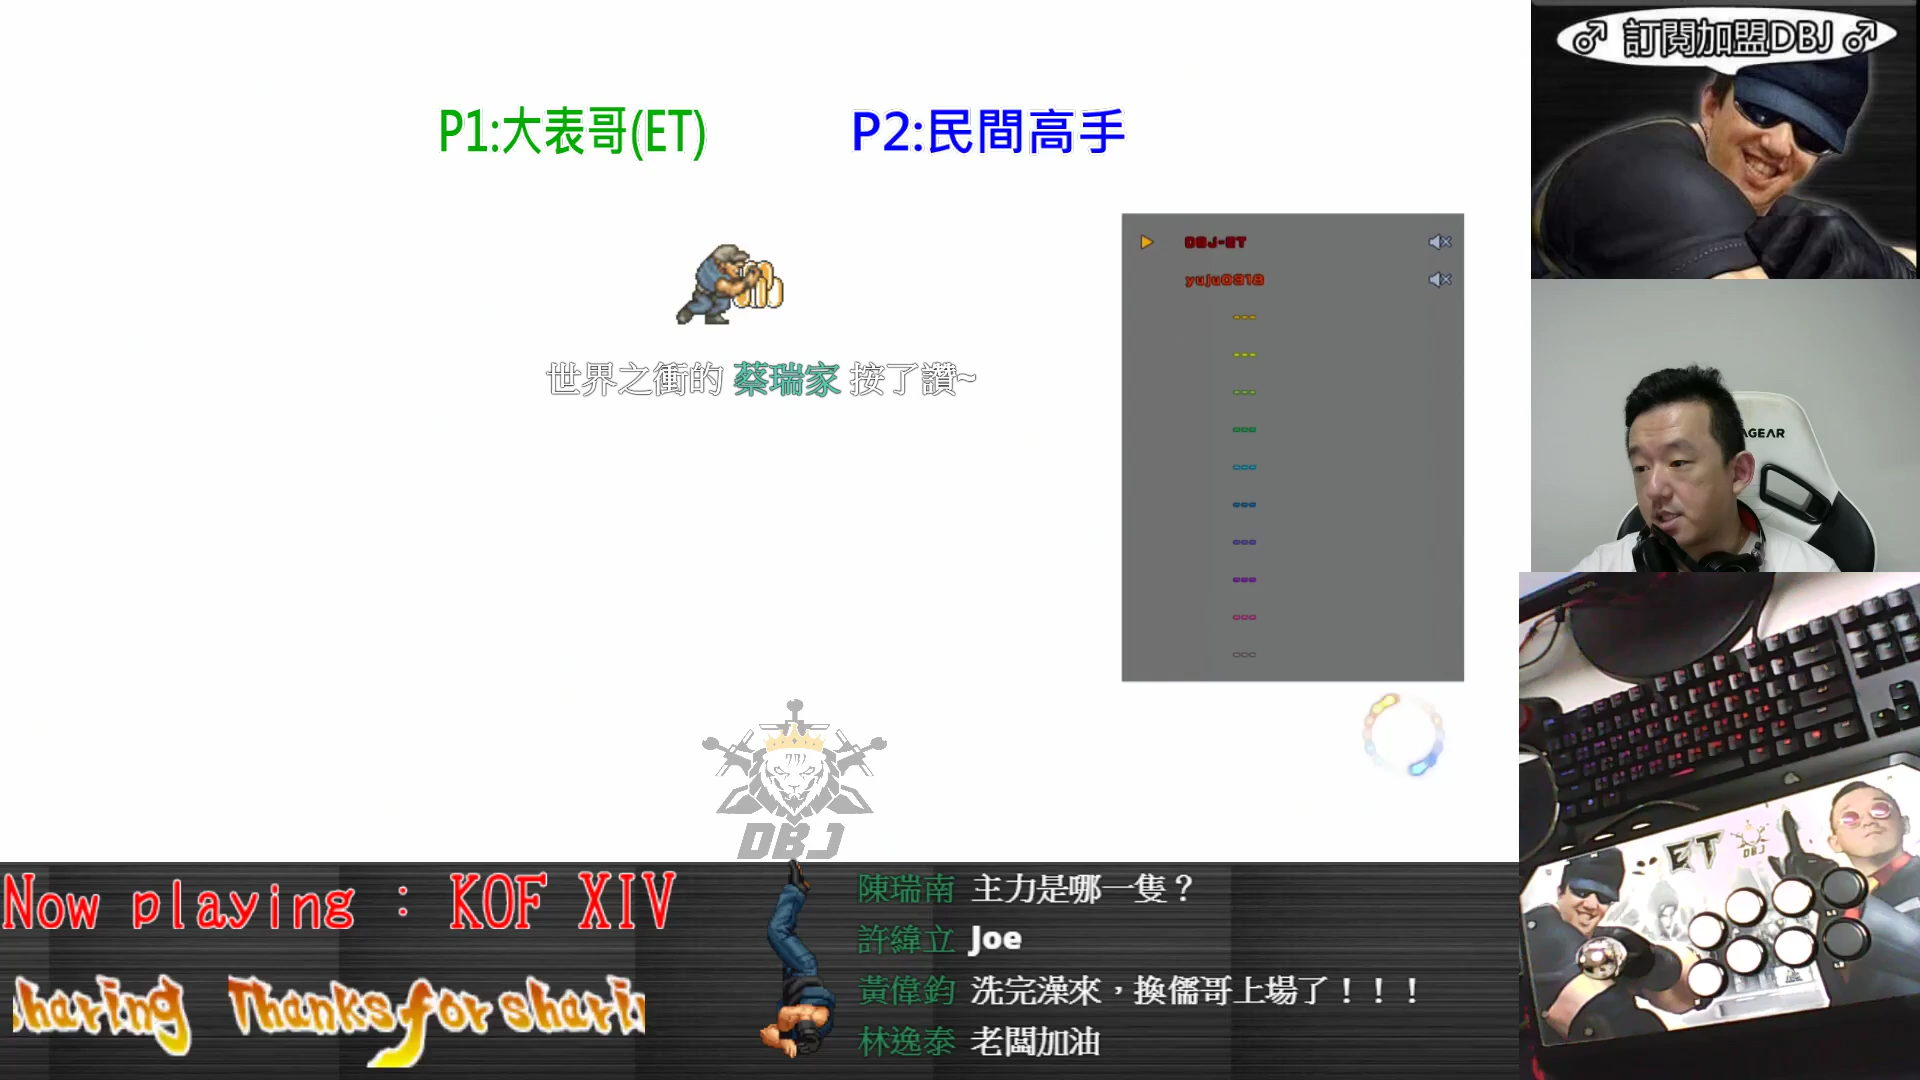 ♂ 訂閱加盟DBJ ♂
P1:大表哥(ET)
P2:民間高手
DBJ-ET
yuju0318
世界之衝的 蔡瑞家 按了讚~
AGEAR
DBJ
ET
DBJ
Now playing : KOF XIV
haring Thanks for shari
陳瑞南 主力是哪一隻？
許緯立 Joe
黃偉鈞 洗完澡來，換儒哥上場了！！！
林逸泰 老闆加油